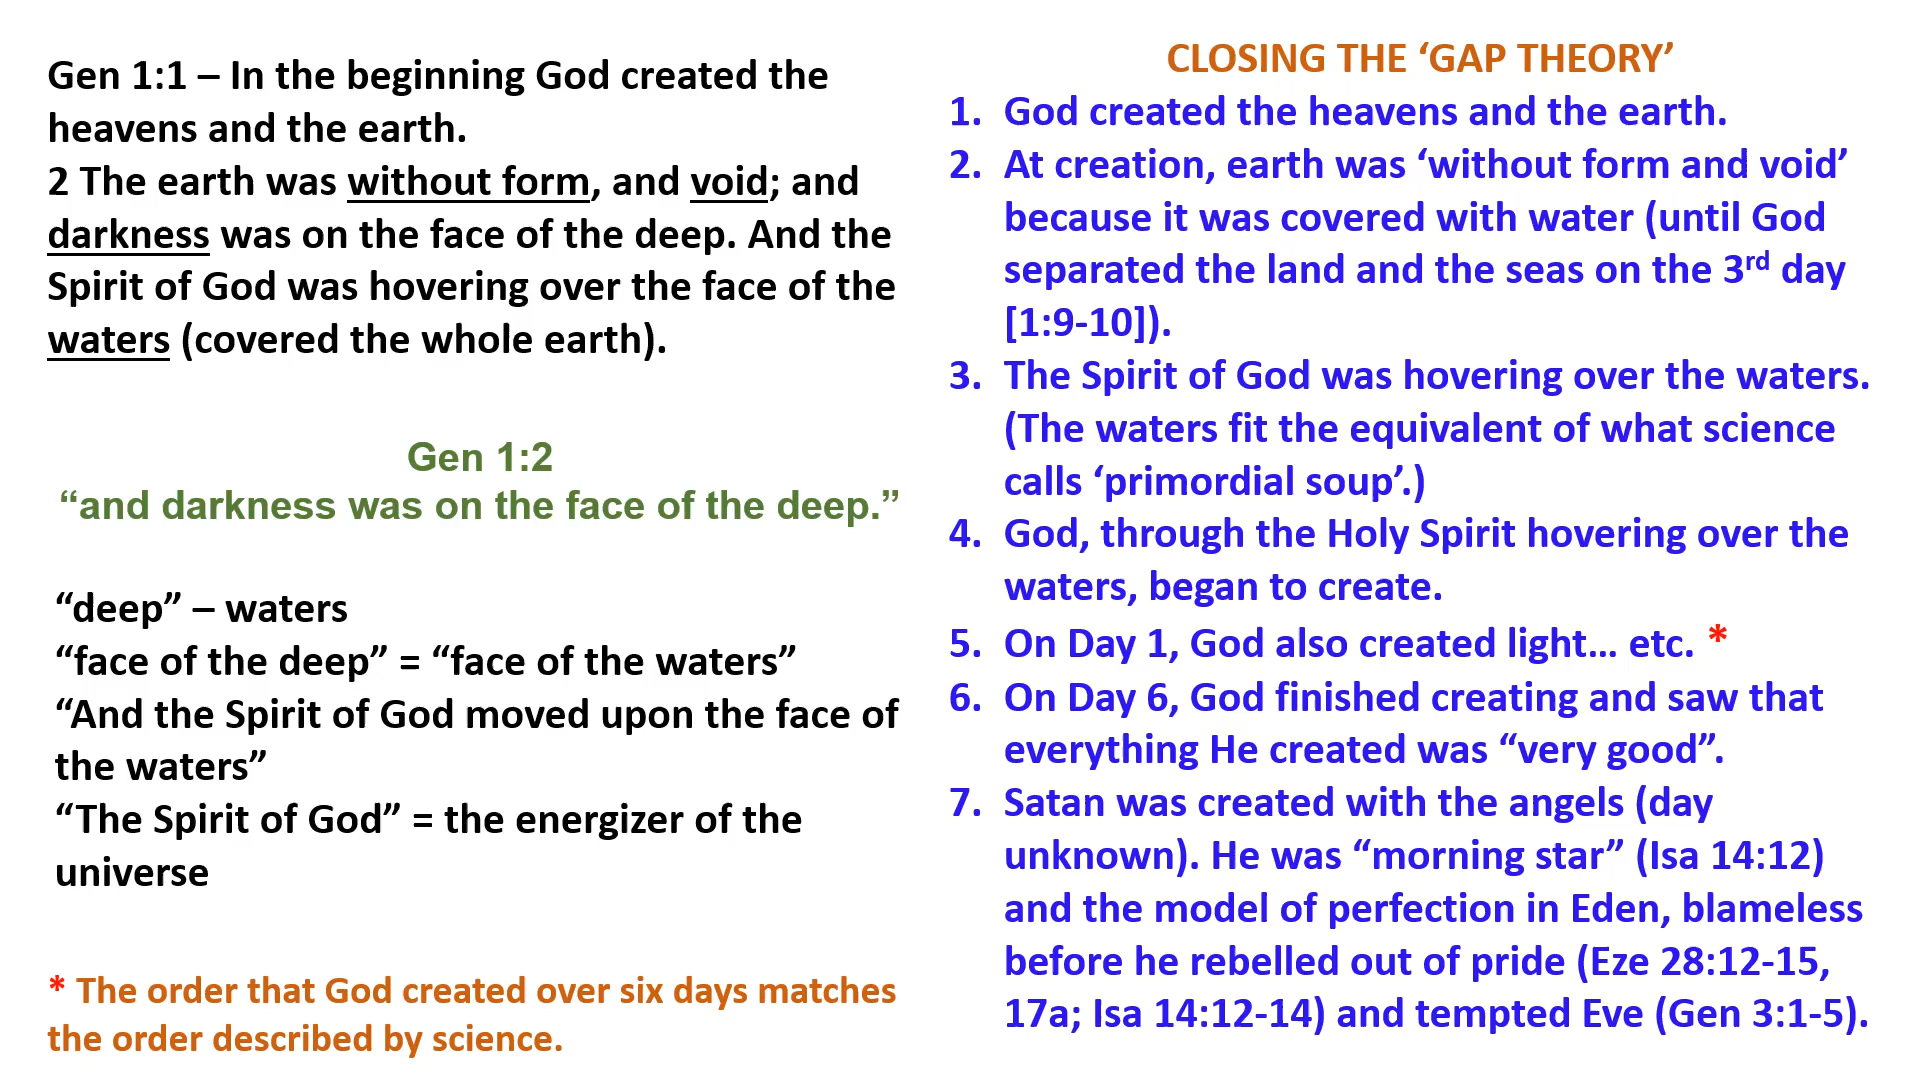 Gen 1:1 – In the beginning God created the
heavens and the earth.
2 The earth was without form, and void; and
darkness was on the face of the deep. And the
Spirit of God was hovering over the face of the
waters (covered the whole earth).
Gen 1:2
“and darkness was on the face of the deep.”
“deep” – waters
“face of the deep” = “face of the waters”
“And the Spirit of God moved upon the face of
the waters”
“The Spirit of God” = the energizer of the
universe
* The order that God created over six days matches
the order described by science.
CLOSING THE ‘GAP THEORY’
1. God created the heavens and the earth.
2. At creation, earth was ‘without form and void’
because it was covered with water (until God
separated the land and the seas on the 3rd day
[1:9-10]).
3. The Spirit of God was hovering over the waters.
(The waters fit the equivalent of what science
calls ‘primordial soup’.)
4. God, through the Holy Spirit hovering over the
waters, began to create.
5. On Day 1, God also created light… etc. *
6. On Day 6, God finished creating and saw that
everything He created was “very good”.
7. Satan was created with the angels (day
unknown). He was “morning star” (Isa 14:12)
and the model of perfection in Eden, blameless
before he rebelled out of pride (Eze 28:12-15,
17a; Isa 14:12-14) and tempted Eve (Gen 3:1-5).